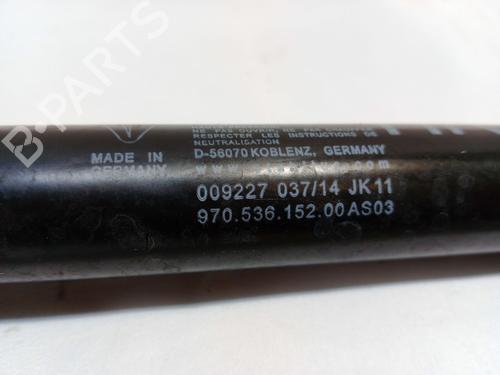 B-PARTS
NE PAS OUVRIR, NE PAS CHAUFFER
RESPECTER LES INSTRUCTIONS DE
NEUTRALISATION
D-56070 KOBLENZ, GERMANY
MADE IN
GERMANY
009227 037/14 JK11
970.536.152.00AS03